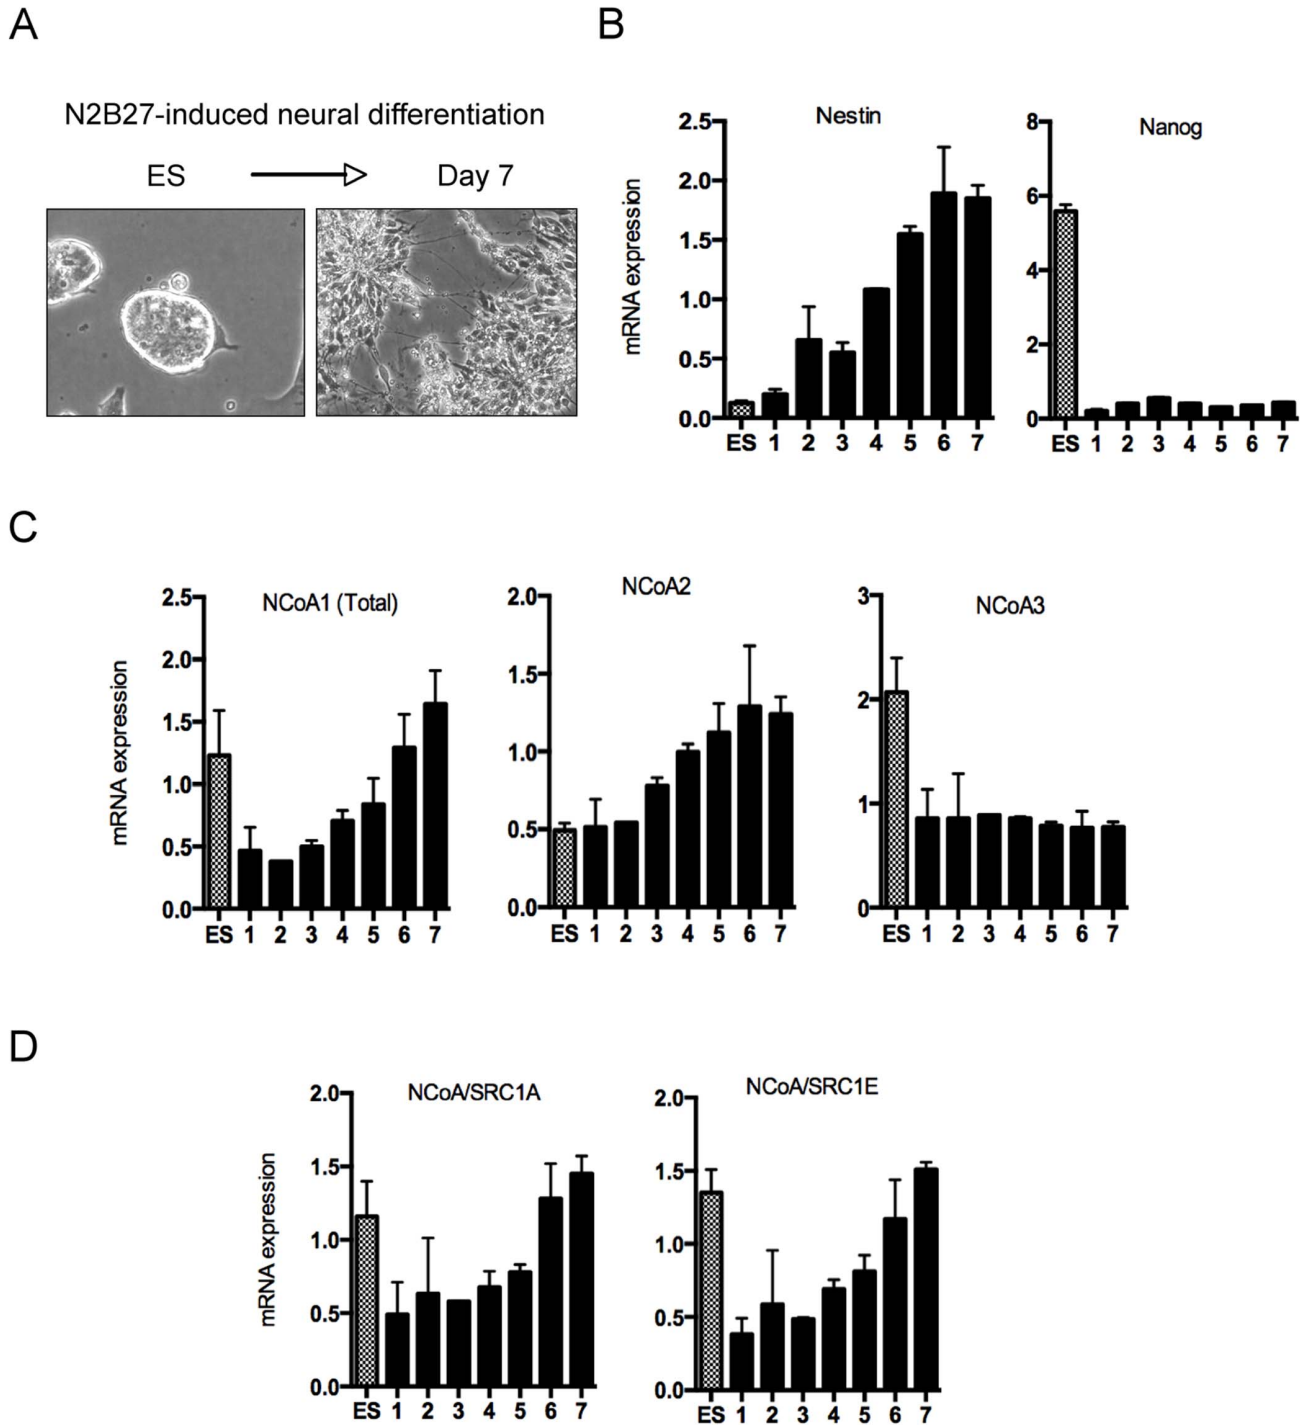 A
B
N2B27-induced neural differentiation
ES
Day 7
Nestin
mRNA expression
2.5
2.0
1.5
1.0
0.5
0.0
ES 1 2 3 4 5 6 7
Nanog
8
6
4
2
0
ES 1 2 3 4 5 6 7
C
NCoA1 (Total)
mRNA expression
2.5
2.0
1.5
1.0
0.5
0.0
ES 1 2 3 4 5 6 7
NCoA2
2.0
1.5
1.0
0.5
0.0
ES 1 2 3 4 5 6 7
NCoA3
3
2
1
0
ES 1 2 3 4 5 6 7
D
NCoA/SRC1A
mRNA expression
2.0
1.5
1.0
0.5
0.0
ES 1 2 3 4 5 6 7
NCoA/SRC1E
2.0
1.5
1.0
0.5
0.0
ES 1 2 3 4 5 6 7